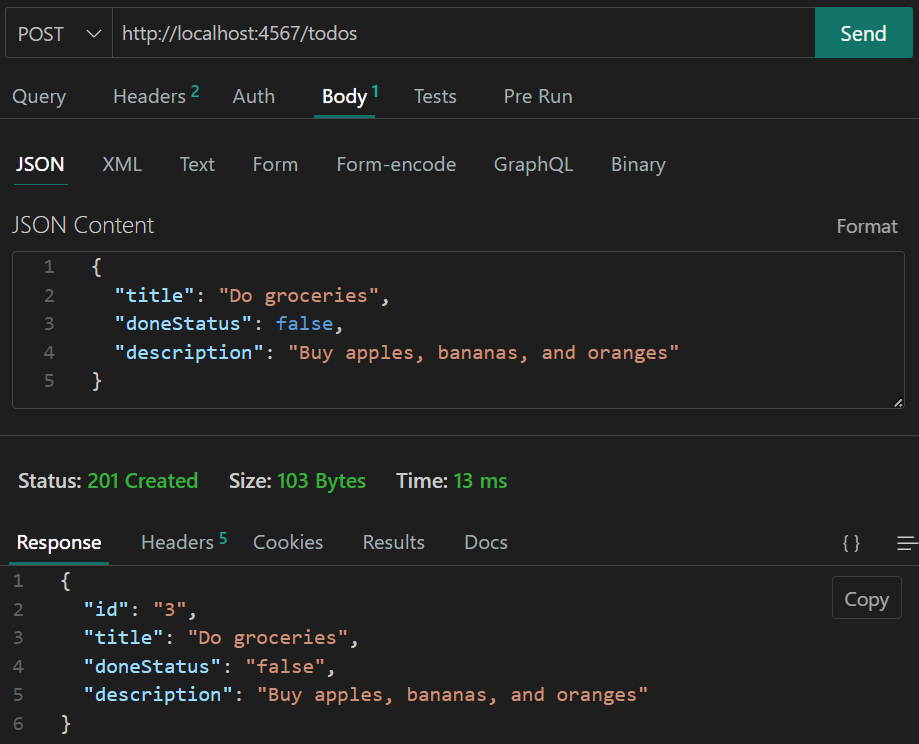 POST http://localhost:4567/todos Send
Query Headers 2 Auth Body 1 Tests Pre Run
JSON XML Text Form Form-encode GraphQL Binary
JSON Content Format
1 {
2 "title": "Do groceries",
3 "doneStatus": false,
4 "description": "Buy apples, bananas, and oranges"
5 }
Status: 201 Created Size: 103 Bytes Time: 13 ms
Response Headers 5 Cookies Results Docs { }
1 {
Copy
2 "id": "3",
3 "title": "Do groceries",
4 "doneStatus": "false",
5 "description": "Buy apples, bananas, and oranges"
6 }